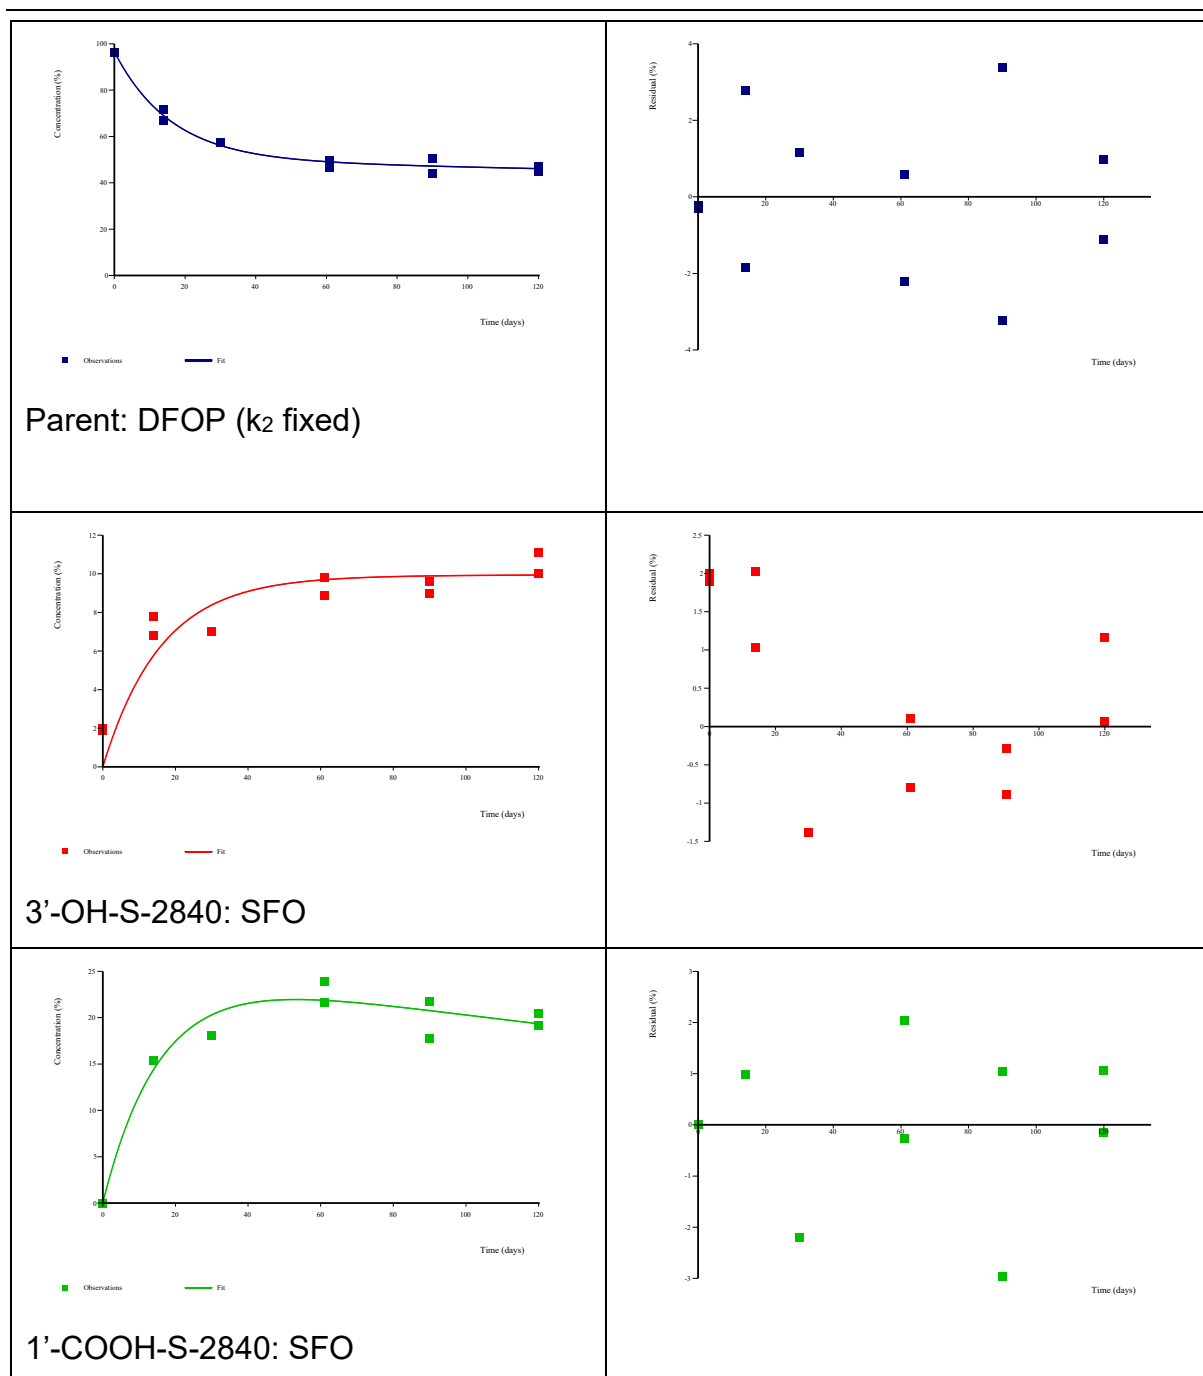 Concentration (%)
100
80
60
40
20
0
0 20 40 60 80 100 120
Time (days)
Observations Fit
Parent: DFOP (k₂ fixed)
Residual (%)
4
2
0
-2
-4
20 40 60 80 100 120
Time (days)
Concentration (%)
12
10
8
6
4
2
0
0 20 40 60 80 100 120
Time (days)
Observations Fit
3’-OH-S-2840: SFO
Residual (%)
2.5
2
1.5
1
0.5
0
-0.5
-1
-1.5
0 20 40 60 80 100 120
Time (days)
Concentration (%)
25
20
15
10
5
0
0 20 40 60 80 100 120
Time (days)
Observations Fit
1’-COOH-S-2840: SFO
Residual (%)
3
2
1
0
-1
-2
-3
0 20 40 60 80 100 120
Time (days)